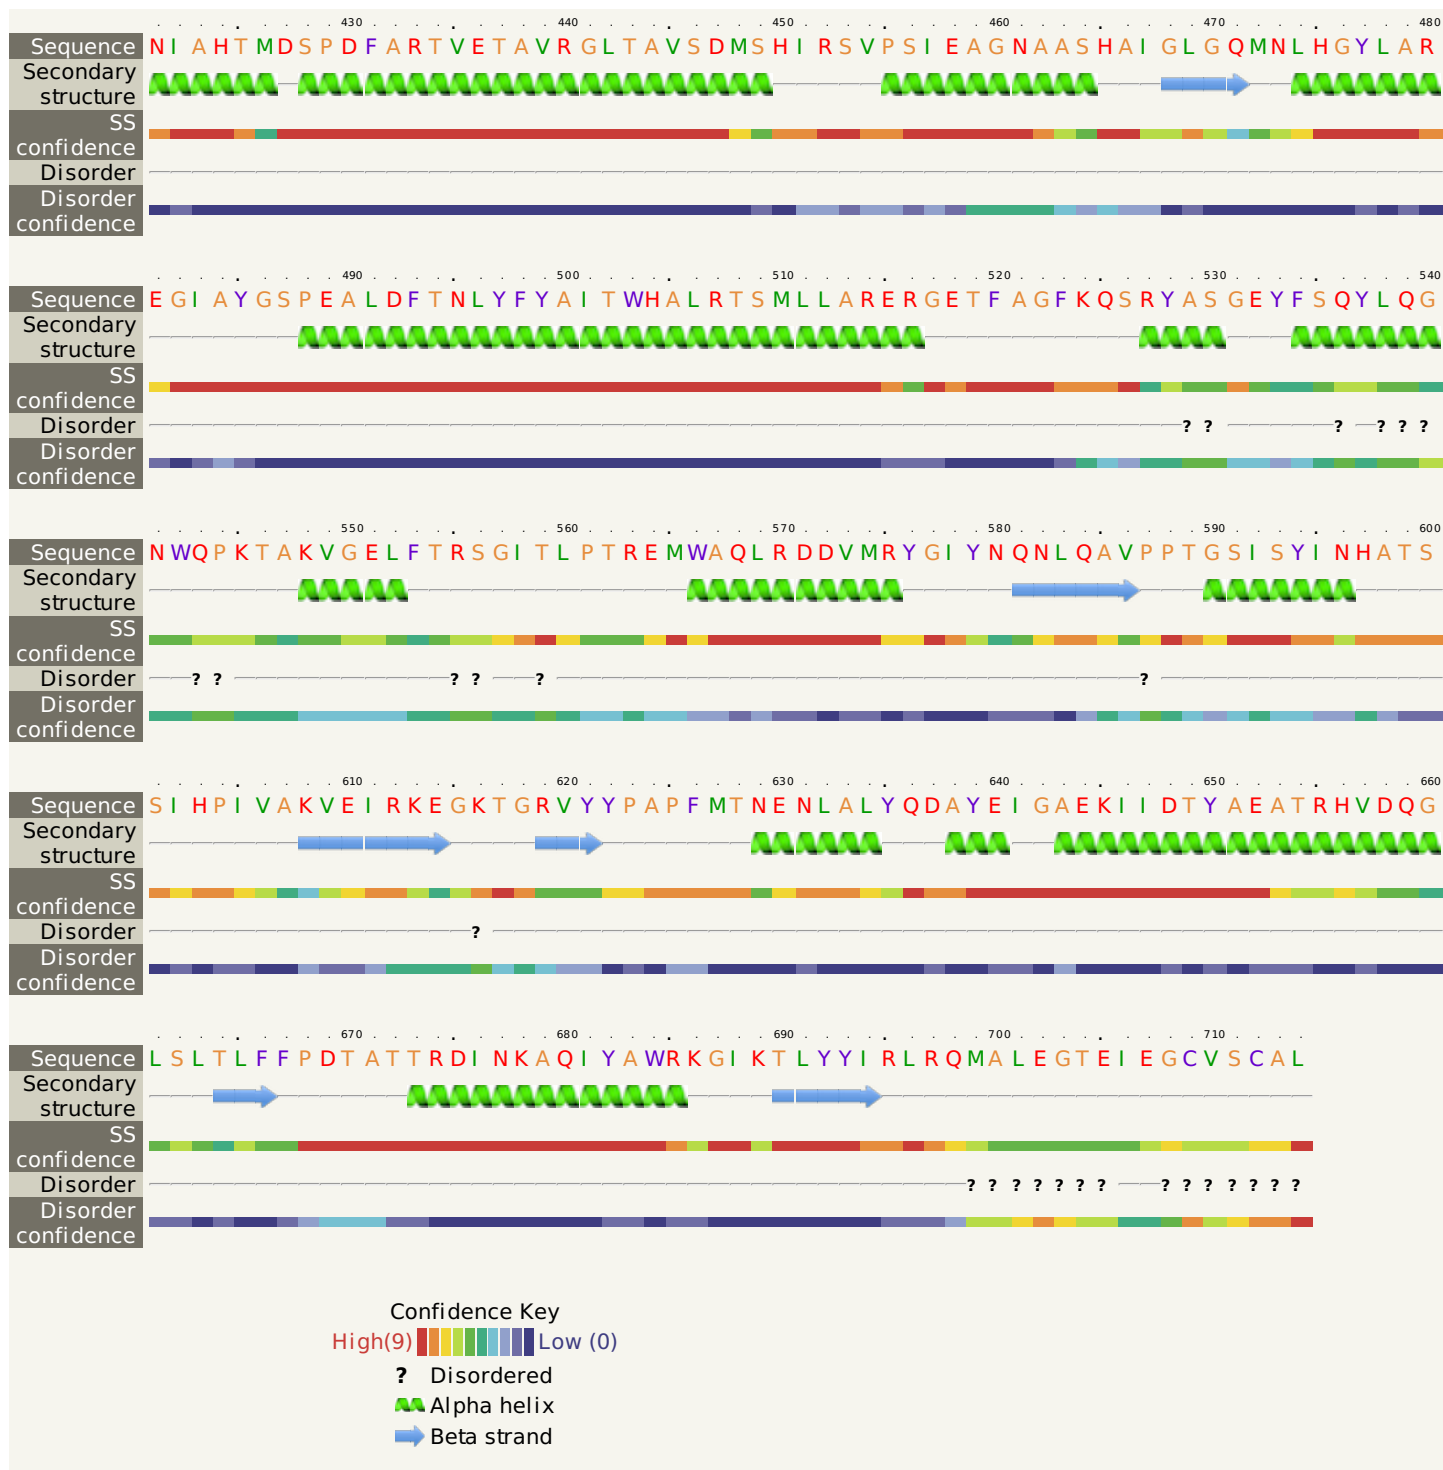 430 440 450 460 470 480
Sequence N I A H T M D S P D F A R T V E T A V R G L T A V S D M S H I R S V P S I E A G N A A S H A I G L G Q M N L H G Y L A R
Secondary
structure
SS
confidence
Disorder
Disorder
confidence
490 500 510 520 530 540
Sequence E G I A Y G S P E A L D F T N L Y F Y A I T W H A L R T S M L L A R E R G E T F A G F K Q S R Y A S G E Y F S Q Y L Q G
Secondary
structure
SS
confidence
Disorder ? ? ? ? ? ?
Disorder
confidence
550 560 570 580 590 600
Sequence N W Q P K T A K V G E L F T R S G I T L P T R E M W A Q L R D D V M R Y G I Y N Q N L Q A V P P T G S I S Y I N H A T S
Secondary
structure
SS
confidence
Disorder ? ? ? ? ? ?
Disorder
confidence
610 620 630 640 650 660
Sequence S I H P I V A K V E I R K E G K T G R V Y Y P A P F M T N E N L A L Y Q D A Y E I G A E K I I D T Y A E A T R H V D Q G
Secondary
structure
SS
confidence
Disorder ?
Disorder
confidence
670 680 690 700 710
Sequence L S L T L F F P D T A T T R D I N K A Q I Y A W R K G I K T L Y Y I R L R Q M A L E G T E I E G C V S C A L
Secondary
structure
SS
confidence
Disorder ? ? ? ? ? ? ? ? ? ? ? ? ? ?
Disorder
confidence
Confidence Key
High(9) Low (0)
? Disordered
Alpha helix
Beta strand